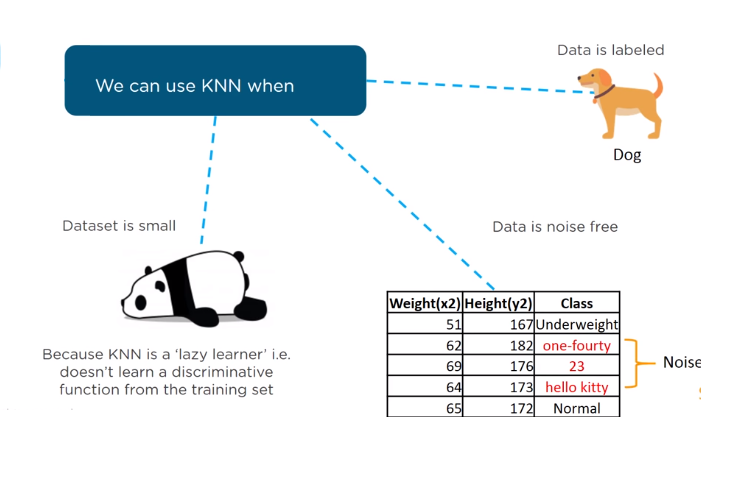 Data is labeled
We can use KNN when
Dog
Dataset is small
Data is noise free
Weight(x2) Height(y2) Class
51 167 Underweight
62 182 one-fourty
69 176 23
64 173 hello kitty
65 172 Normal
Noise
Because KNN is a ‘lazy learner’ i.e.
doesn’t learn a discriminative
function from the training set